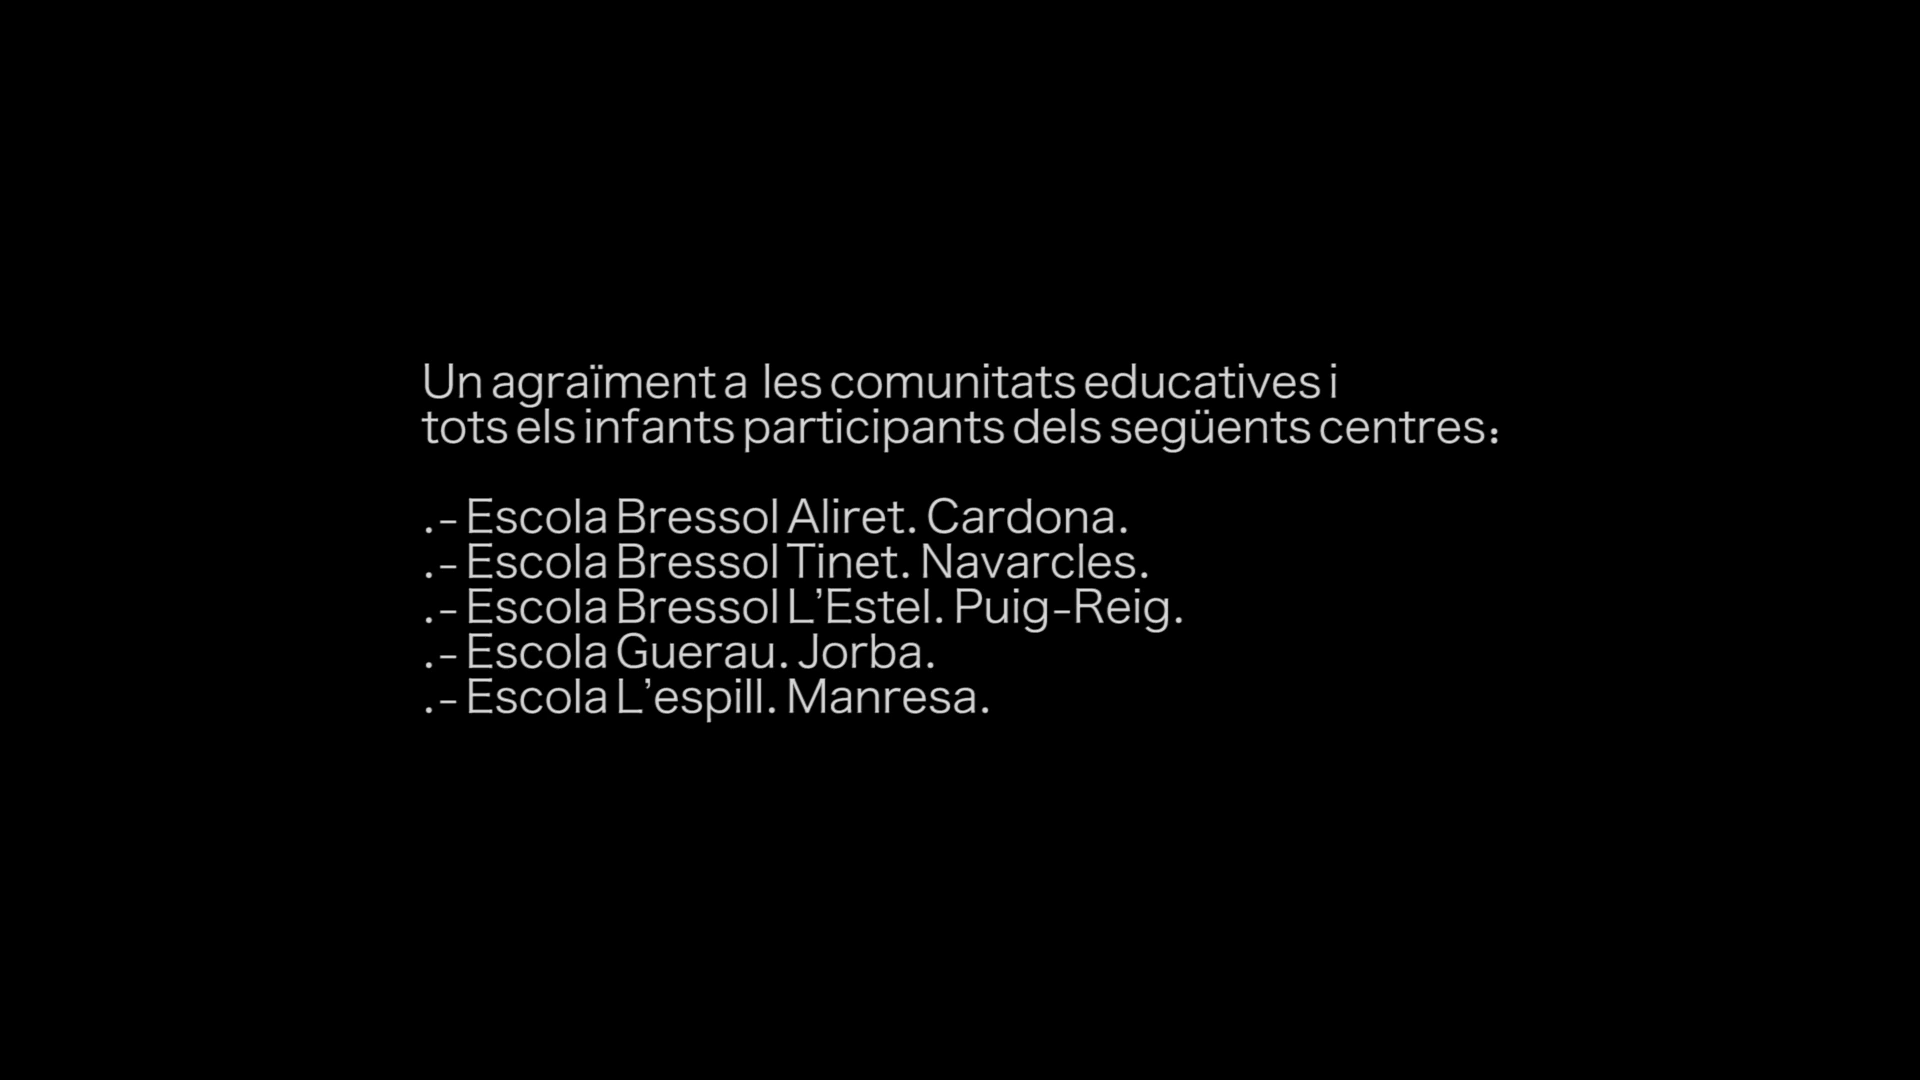 Un agraïment a les comunitats educatives i
tots els infants participants dels següents centres:
.- Escola Bressol Aliret. Cardona.
.- Escola Bressol Tinet. Navarcles.
.- Escola Bressol L’Estel. Puig-Reig.
.- Escola Guerau. Jorba.
.- Escola L’espill. Manresa.